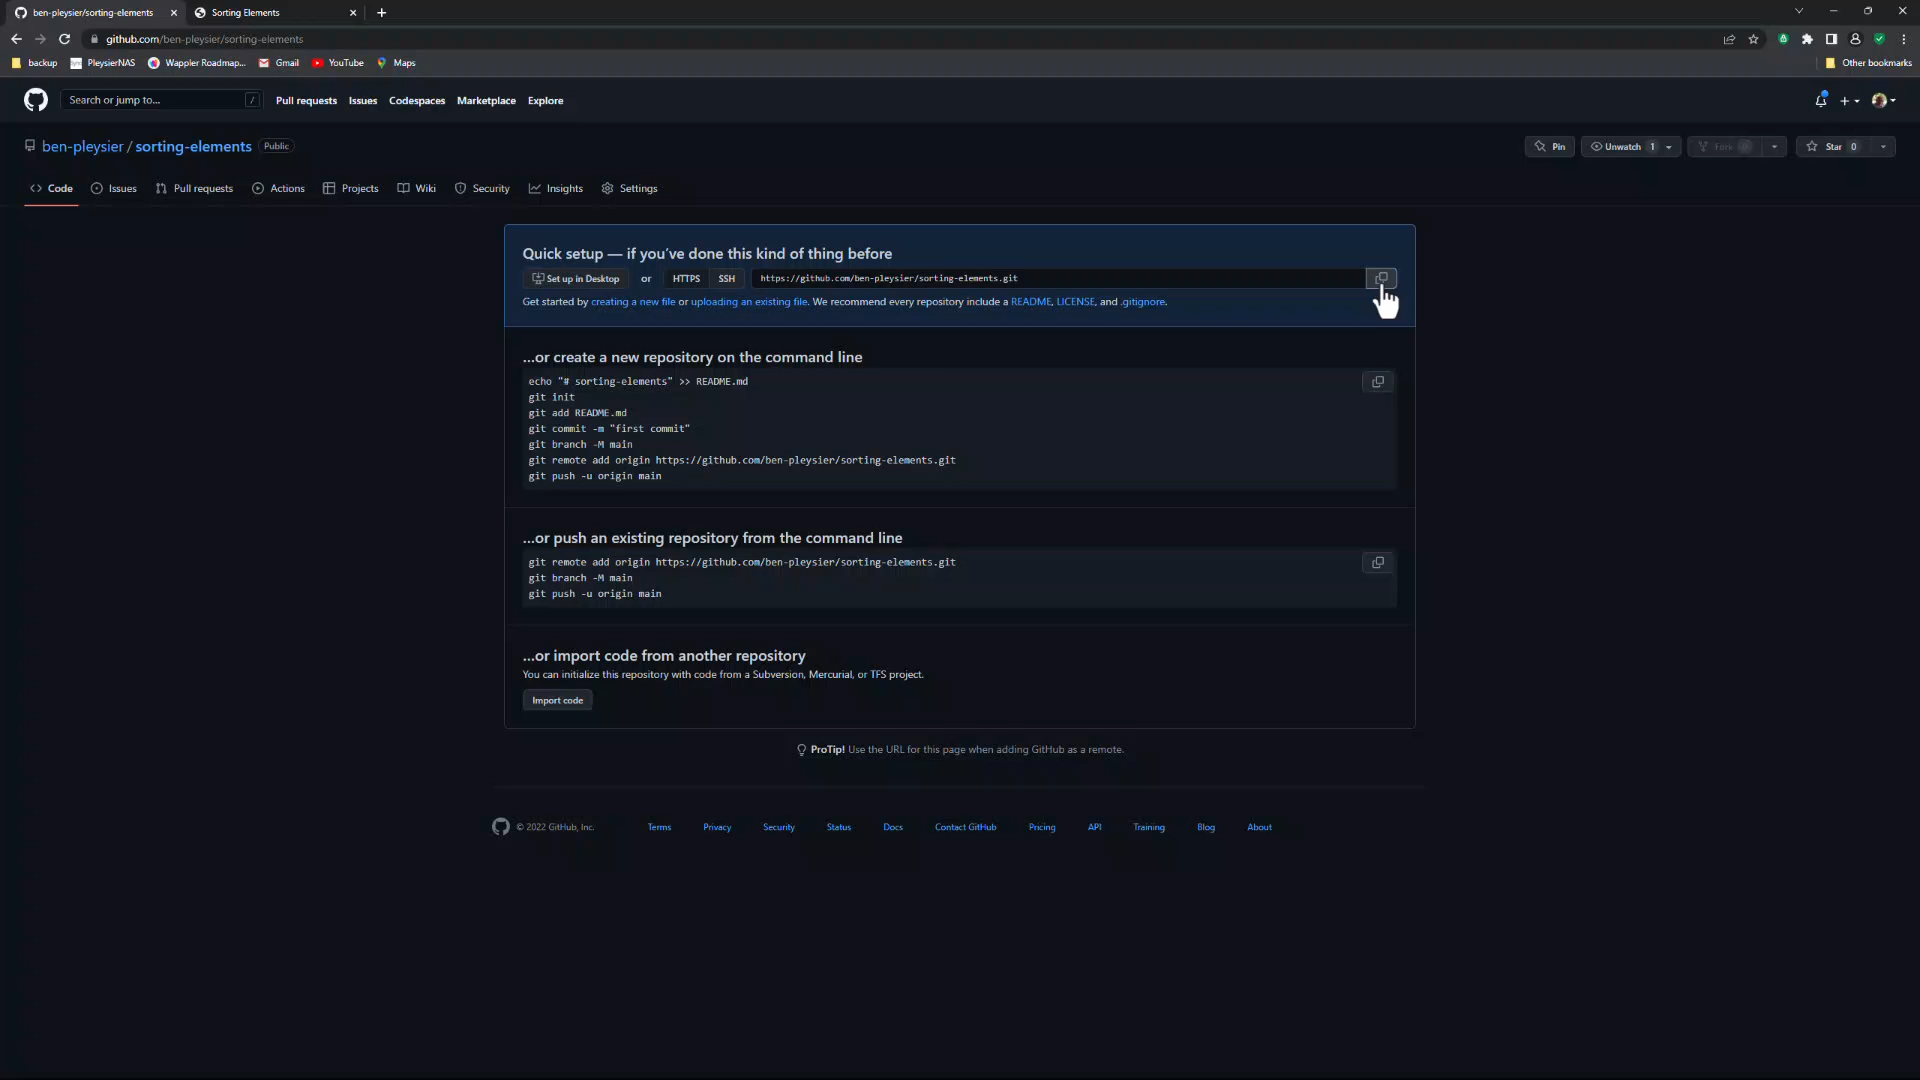 ben-pleysier/sorting-elements
Sorting Elements
github.com/ben-pleysier/sorting-elements
backup
PleysierNAS
Wappler Roadmap...
Gmail
YouTube
Maps
Other bookmarks
Search or jump to...
/
Pull requests
Issues
Codespaces
Marketplace
Explore
ben-pleysier / sorting-elements
Public
Pin
Unwatch 1
Fork 0
Star 0
Code
Issues
Pull requests
Actions
Projects
Wiki
Security
Insights
Settings
Quick setup — if you've done this kind of thing before
Set up in Desktop or HTTPS SSH https://github.com/ben-pleysier/sorting-elements.git
Get started by creating a new file or uploading an existing file. We recommend every repository include a README, LICENSE, and .gitignore.
...or create a new repository on the command line
echo "# sorting-elements" >> README.md
git init
git add README.md
git commit -m "first commit"
git branch -M main
git remote add origin https://github.com/ben-pleysier/sorting-elements.git
git push -u origin main
...or push an existing repository from the command line
git remote add origin https://github.com/ben-pleysier/sorting-elements.git
git branch -M main
git push -u origin main
...or import code from another repository
You can initialize this repository with code from a Subversion, Mercurial, or TFS project.
Import code
ProTip! Use the URL for this page when adding GitHub as a remote.
© 2022 GitHub, Inc.
Terms
Privacy
Security
Status
Docs
Contact GitHub
Pricing
API
Training
Blog
About